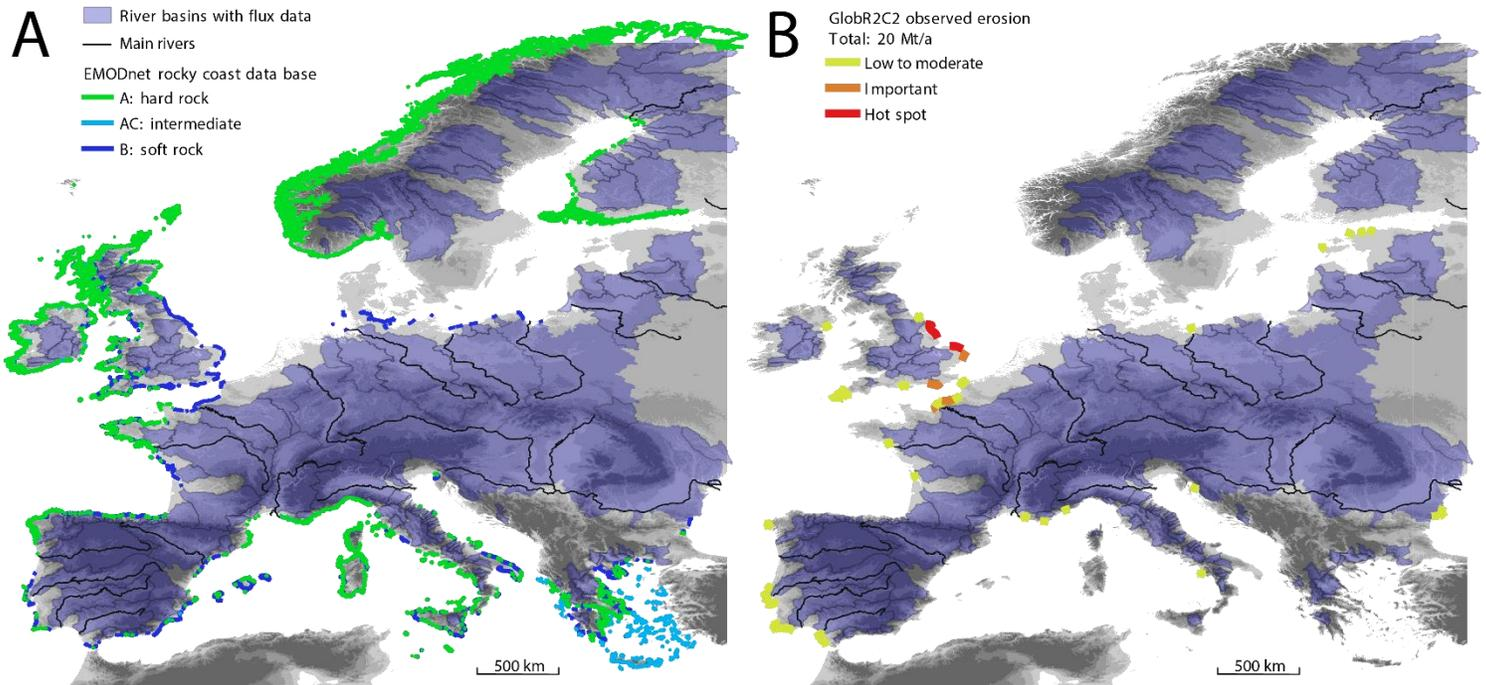 A
River basins with flux data
Main rivers
EMODnet rocky coast data base
A: hard rock
AC: intermediate
B: soft rock
500 km
B
GlobR2C2 observed erosion
Total: 20 Mt/a
Low to moderate
Important
Hot spot
500 km